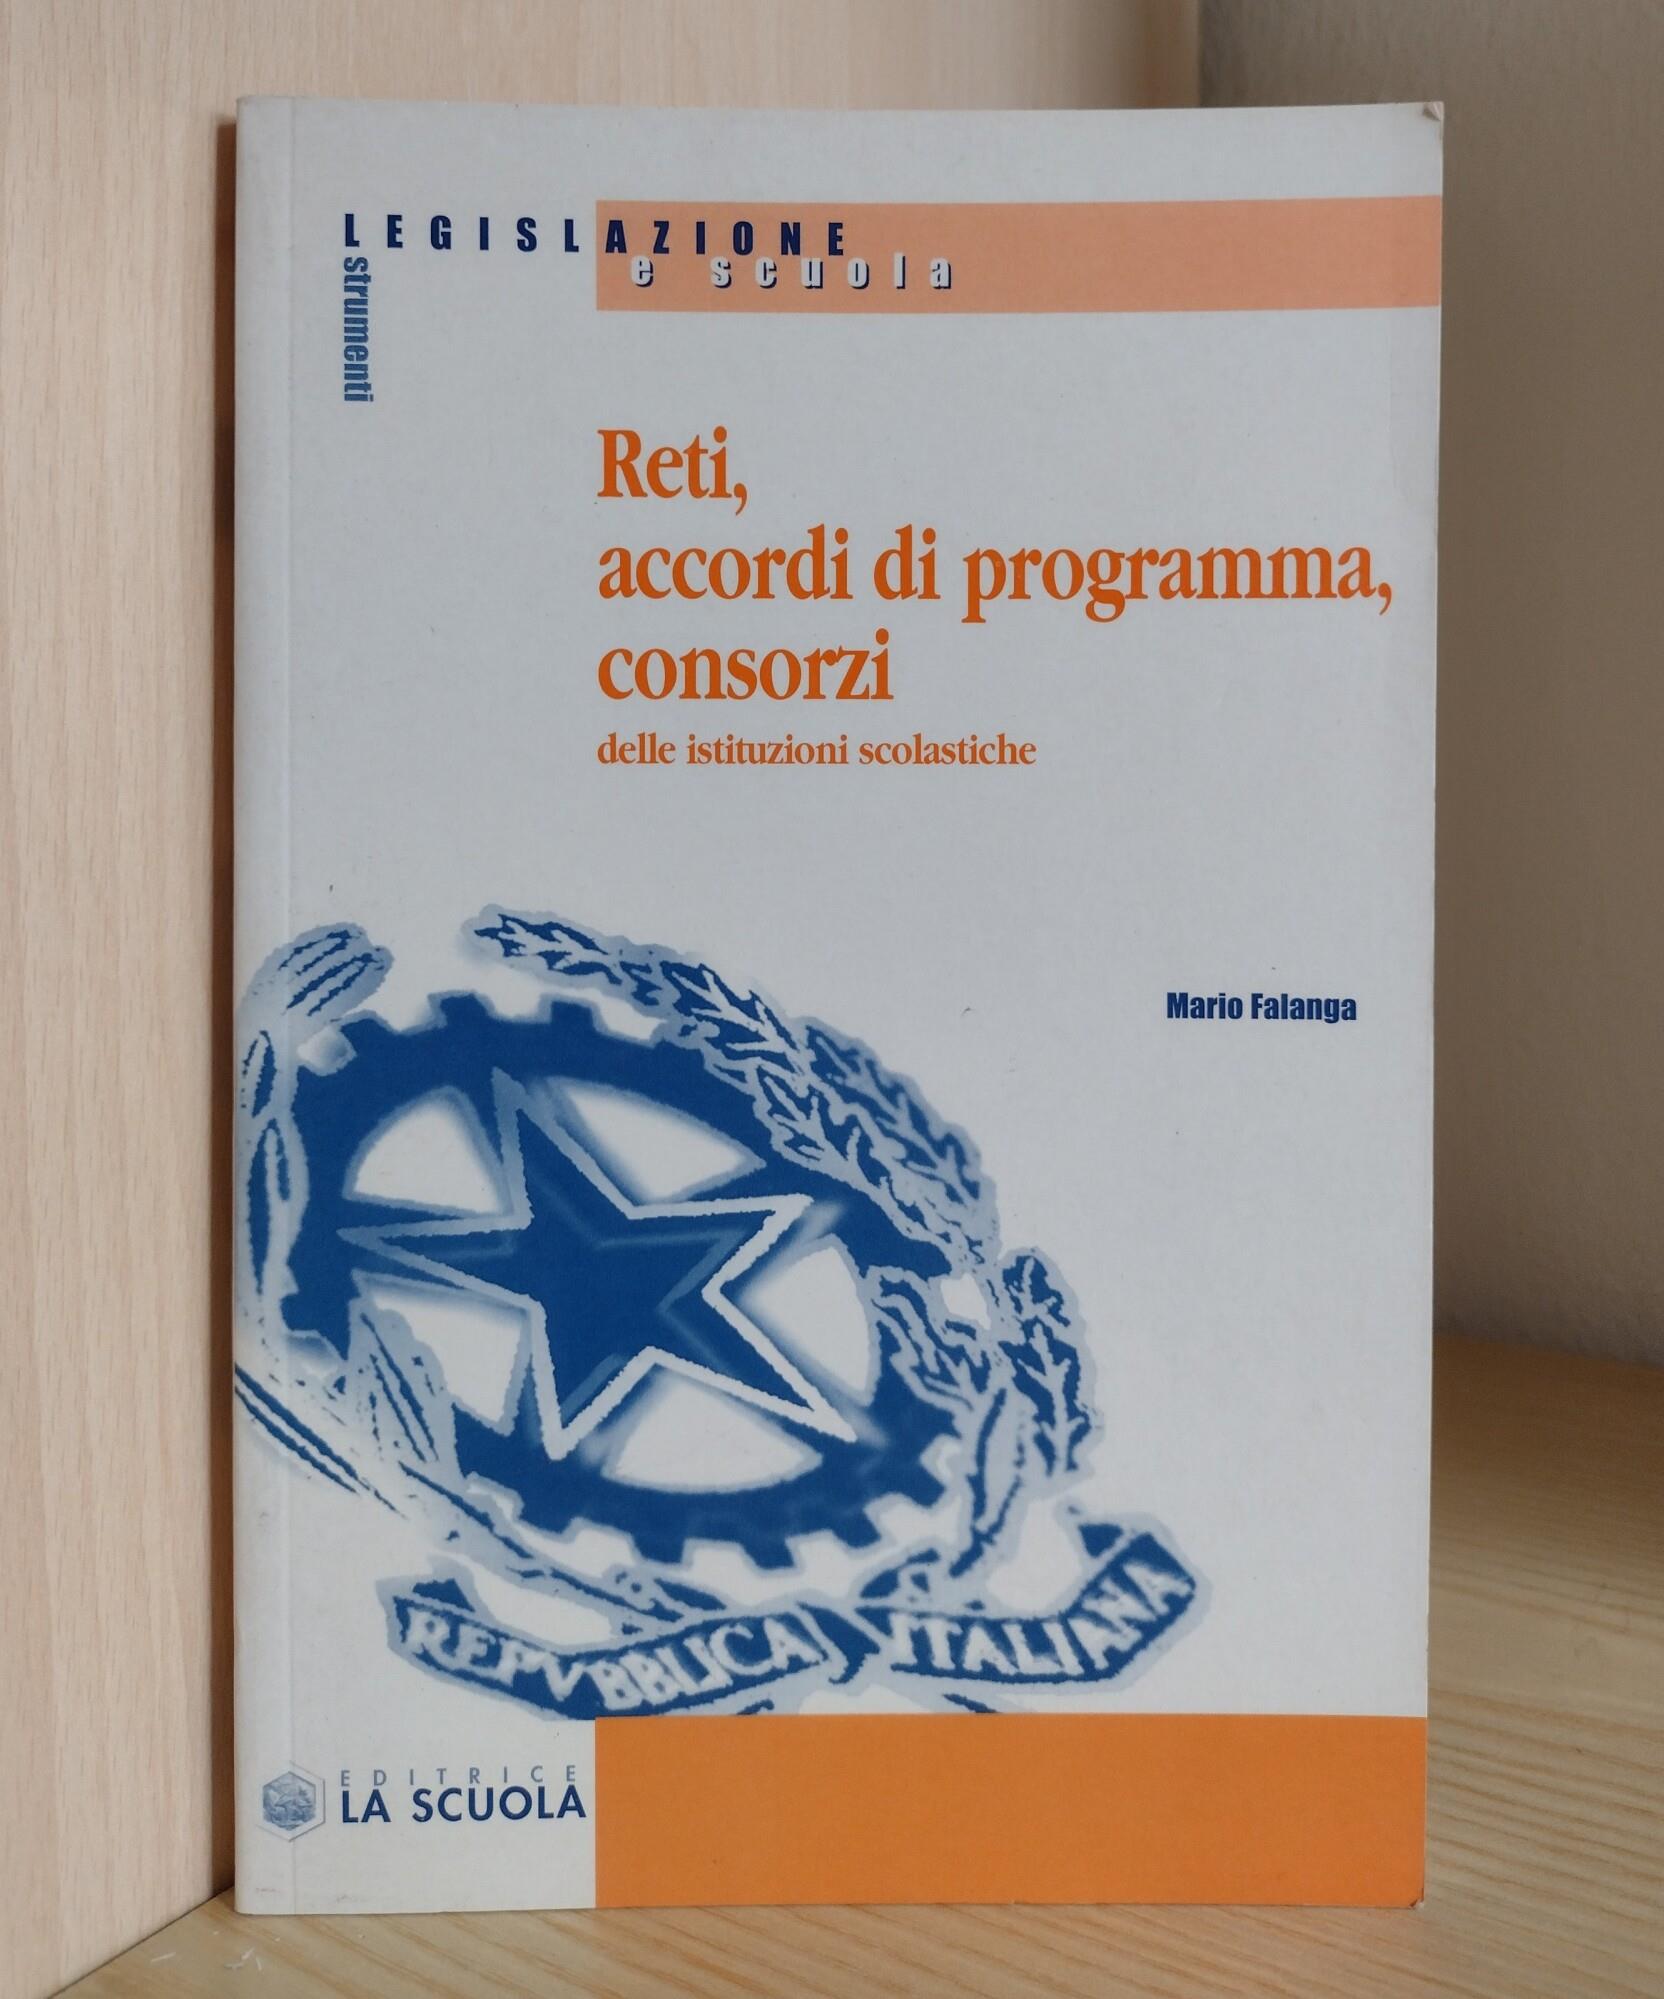 LEGISLAZIONE
e scuola
strumenti
Reti,
accordi di programma,
consorzi
delle istituzioni scolastiche
Mario Falanga
REPVBBLICA ITALIANA
EDITRICE
LA SCUOLA